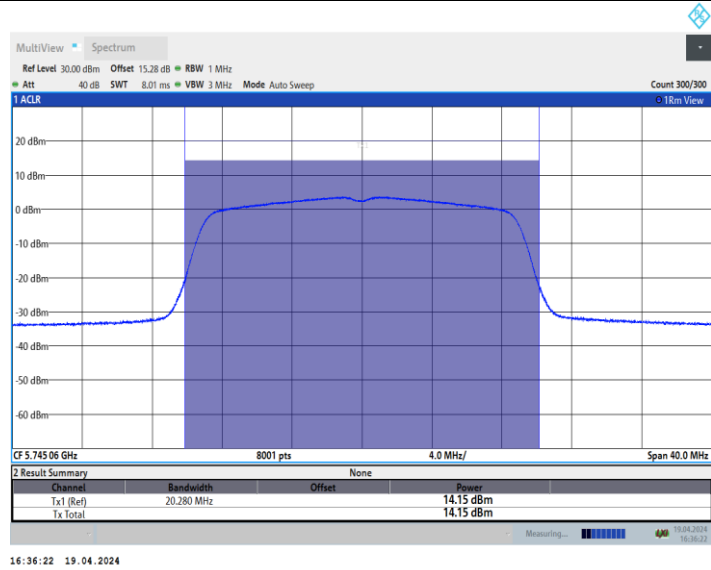 MultiView Spectrum
Ref Level 30.00 dBm Offset 15.28 dB RBW 1 MHz
Att 40 dB SWT 8.01 ms VBW 3 MHz Mode Auto Sweep Count 300/300
1 ACLR 1Rm View
20 dBm
10 dBm
0 dBm
-10 dBm
-20 dBm
-30 dBm
-40 dBm
-50 dBm
-60 dBm
CF 5.745 06 GHz 8001 pts 4.0 MHz/ Span 40.0 MHz
2 Result Summary None
Channel Bandwidth Offset Power
Tx1 (Ref) 20.280 MHz 14.15 dBm
Tx Total 14.15 dBm
Measuring... 19.04.2024
16:36:22
16:36:22 19.04.2024